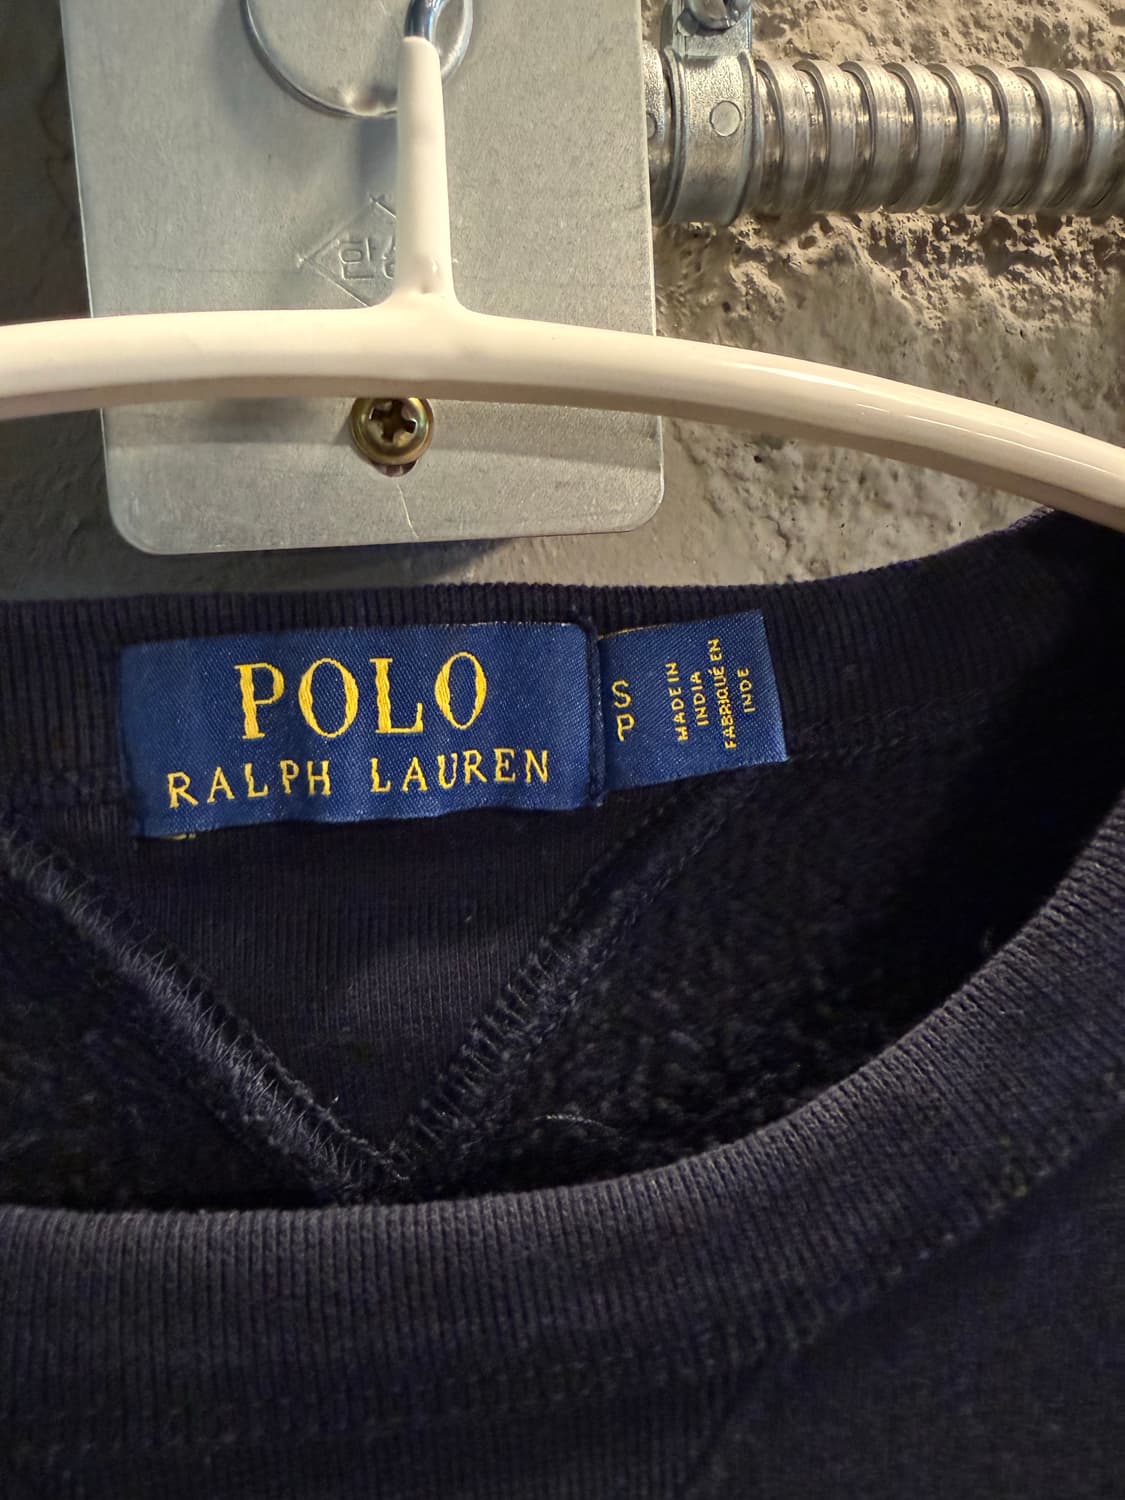 POLO
RALPH LAUREN
S
P
MADE IN
INDIA
FABRIQUÉ EN
INDE